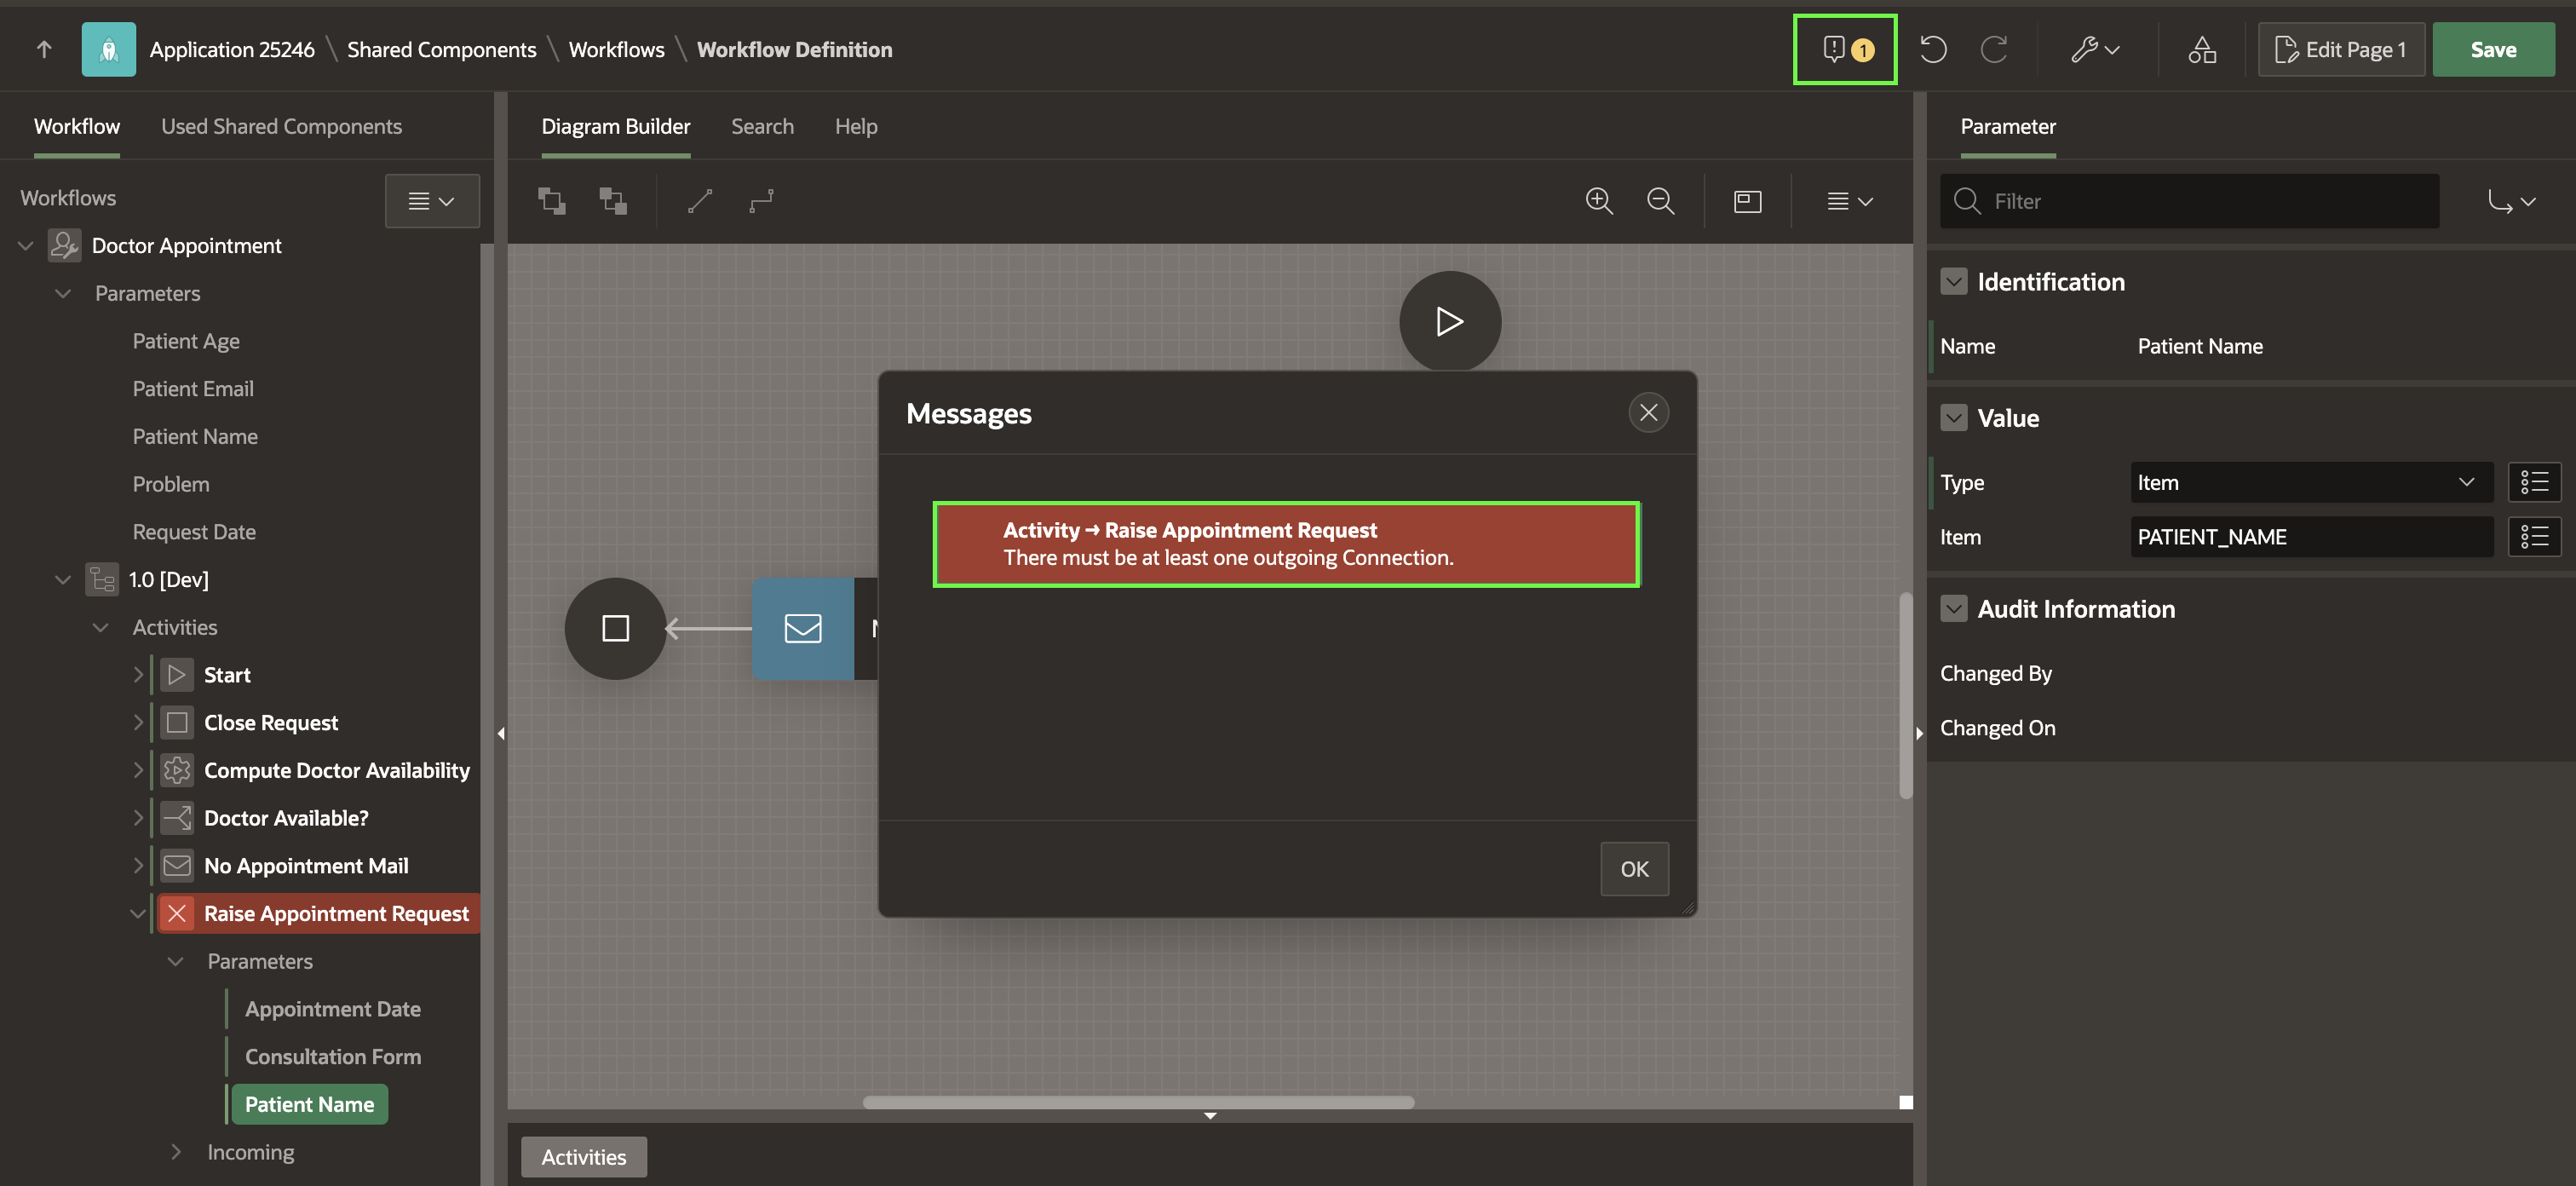 Application 25246 \ Shared Components \ Workflows \ Workflow Definition
1
Edit Page 1
Save
Workflow
Used Shared Components
Workflows
Doctor Appointment
Parameters
Patient Age
Patient Email
Patient Name
Problem
Request Date
1.0 [Dev]
Activities
Start
Close Request
Compute Doctor Availability
Doctor Available?
No Appointment Mail
Raise Appointment Request
Parameters
Appointment Date
Consultation Form
Patient Name
Incoming
Diagram Builder
Search
Help
Messages
Activity → Raise Appointment Request
There must be at least one outgoing Connection.
OK
Activities
Parameter
Filter
Identification
Name
Patient Name
Value
Type
Item
Item
PATIENT_NAME
Audit Information
Changed By
Changed On